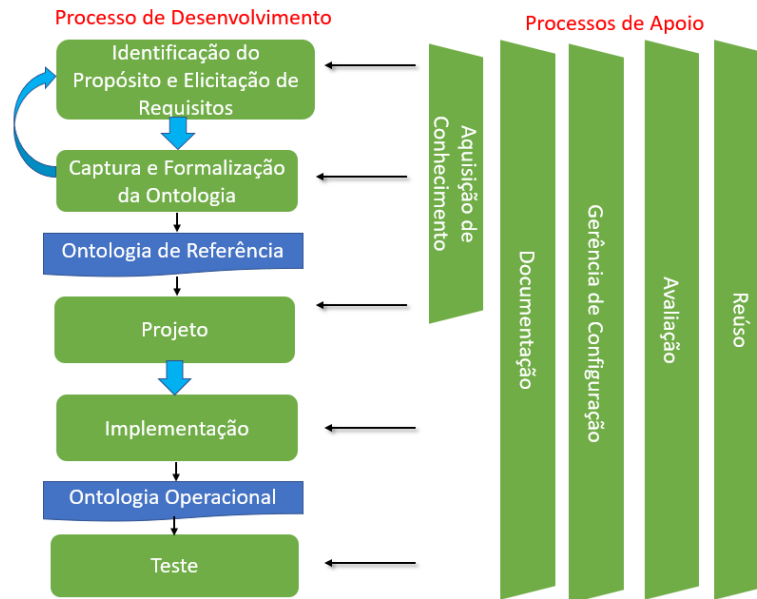 Processo de Desenvolvimento
Processos de Apoio
Identificação do
Propósito e Elicitação de
Requisitos
Captura e Formalização
da Ontologia
Ontologia de Referência
Projeto
Implementação
Ontologia Operacional
Teste
Aquisição de
Conhecimento
Documentação
Gerência de Configuração
Avaliação
Reúso